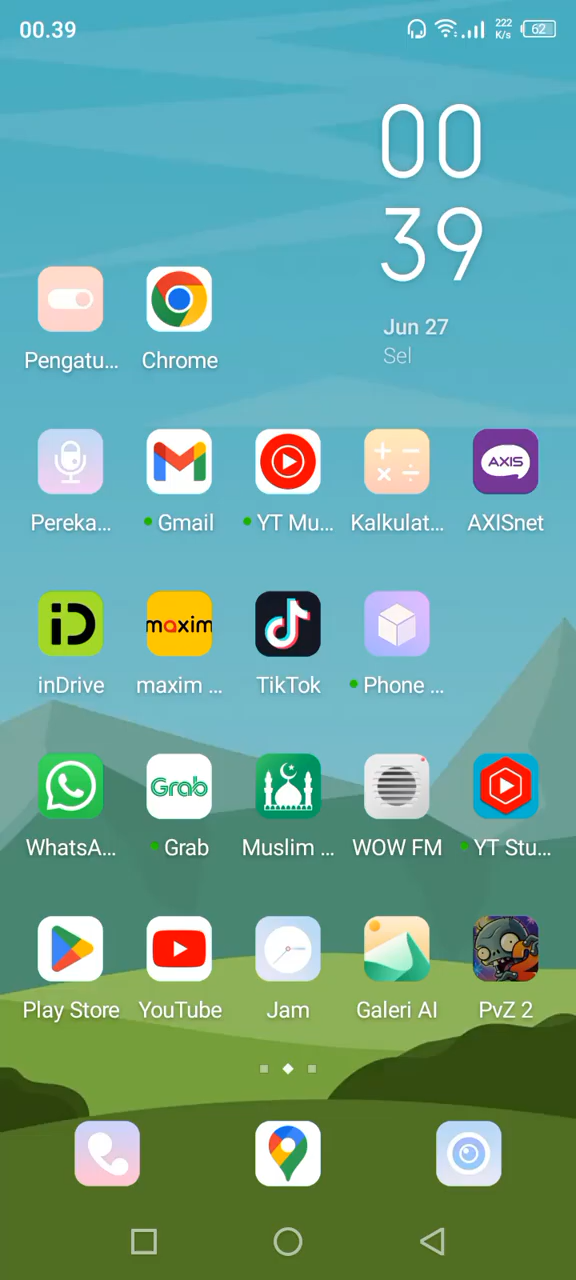 00.39
222
K/s
62
00
39
Jun 27
Sel
Pengatu...
Chrome
AXIS
Pereka...
Gmail
YT Mu...
Kalkulat...
AXISnet
iD
maxim
inDrive
maxim ...
TikTok
Phone ...
Grab
WhatsA...
Grab
Muslim ...
WOW FM
YT Stu...
Play Store
YouTube
Jam
Galeri AI
PvZ 2